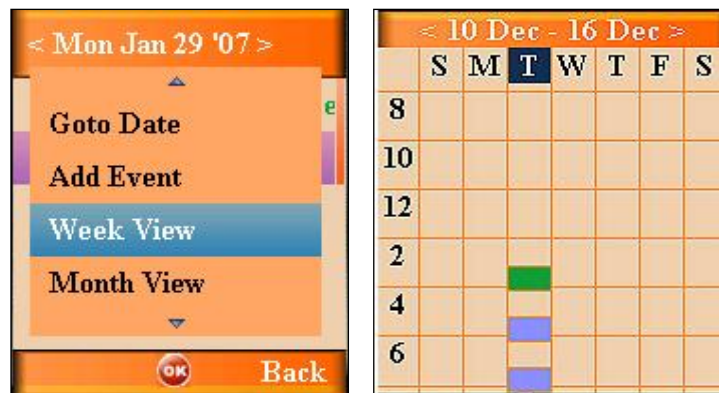 < Mon Jan 29 '07 >
e
Goto Date
Add Event
Week View
Month View
OK
Back
< 10 Dec - 16 Dec >
S M T W T F S
8
10
12
2
4
6